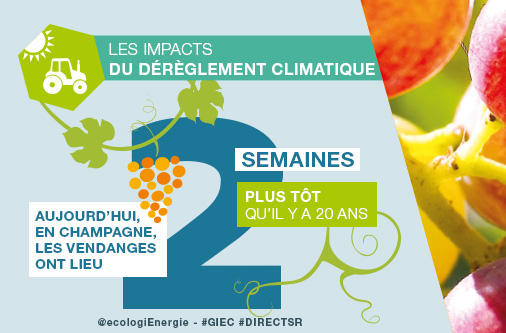 LES IMPACTS
DU DÉRÈGLEMENT CLIMATIQUE
AUJOURD'HUI,
EN CHAMPAGNE,
LES VENDANGES
ONT LIEU
2
SEMAINES
PLUS TÔT
QU'IL Y A 20 ANS
@ecologiEnergie - #GIEC #DIRECTSR